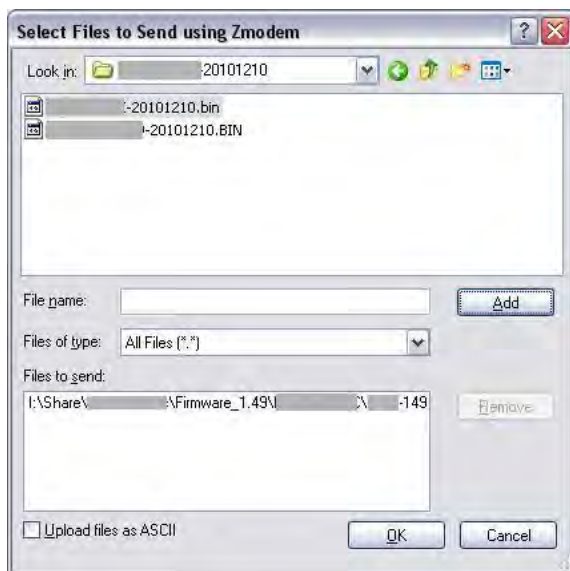 Select Files to Send using Zmodem
Look in: -20101210
-20101210.bin
-20101210.BIN
File name:
Add
Files of type: All Files (*.*)
Files to send:
I:\Share\ \Firmware_1.49\ \ -149
Remove
Upload files as ASCII
OK
Cancel